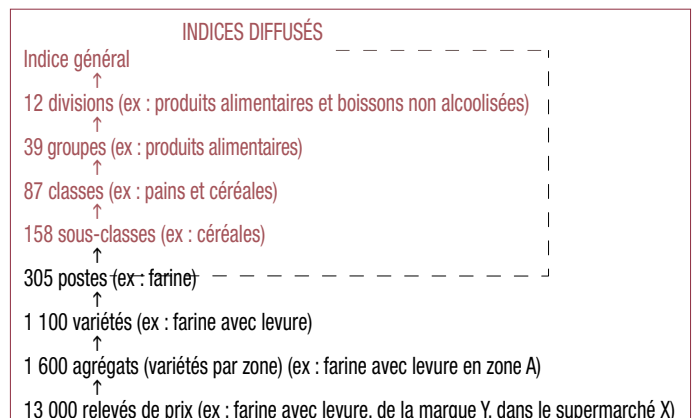 INDICES DIFFUSÉS
Indice général
↑
12 divisions (ex : produits alimentaires et boissons non alcoolisées)
↑
39 groupes (ex : produits alimentaires)
↑
87 classes (ex : pains et céréales)
↑
158 sous-classes (ex : céréales)
↑
305 postes (ex : farine)
↑
1 100 variétés (ex : farine avec levure)
↑
1 600 agrégats (variétés par zone) (ex : farine avec levure en zone A)
↑
13 000 relevés de prix (ex : farine avec levure, de la marque Y, dans le supermarché X)